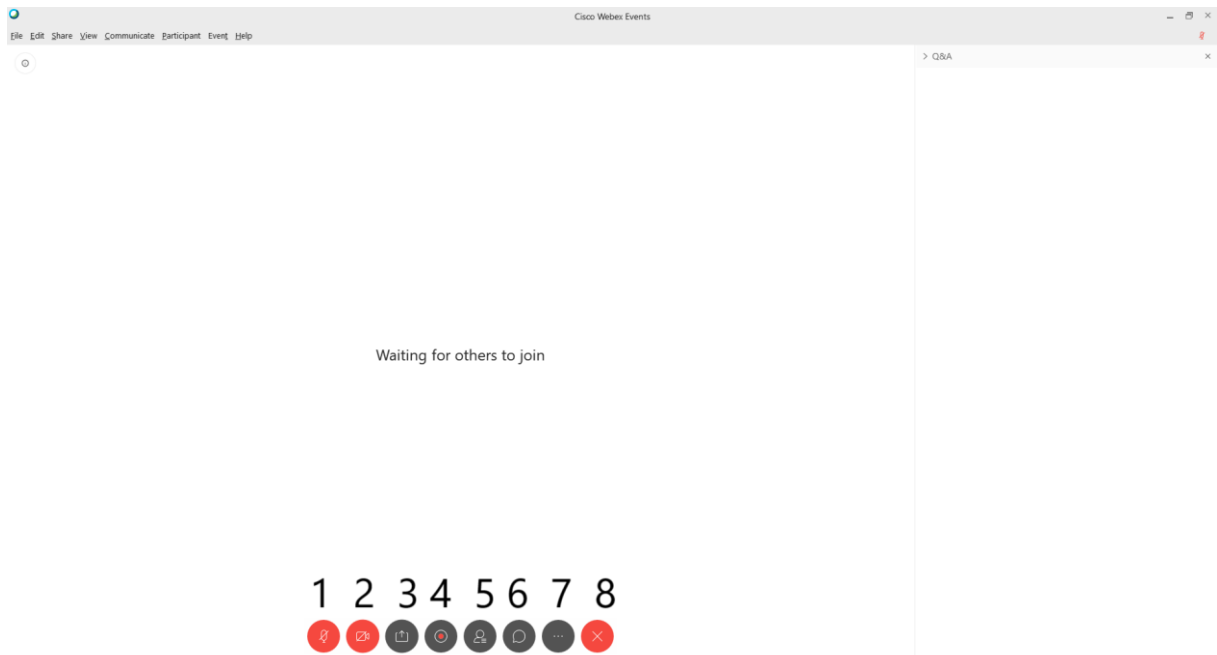 Cisco Webex Events
File Edit Share View Communicate Participant Event Help
Q&A
Waiting for others to join
1 2 3 4 5 6 7 8